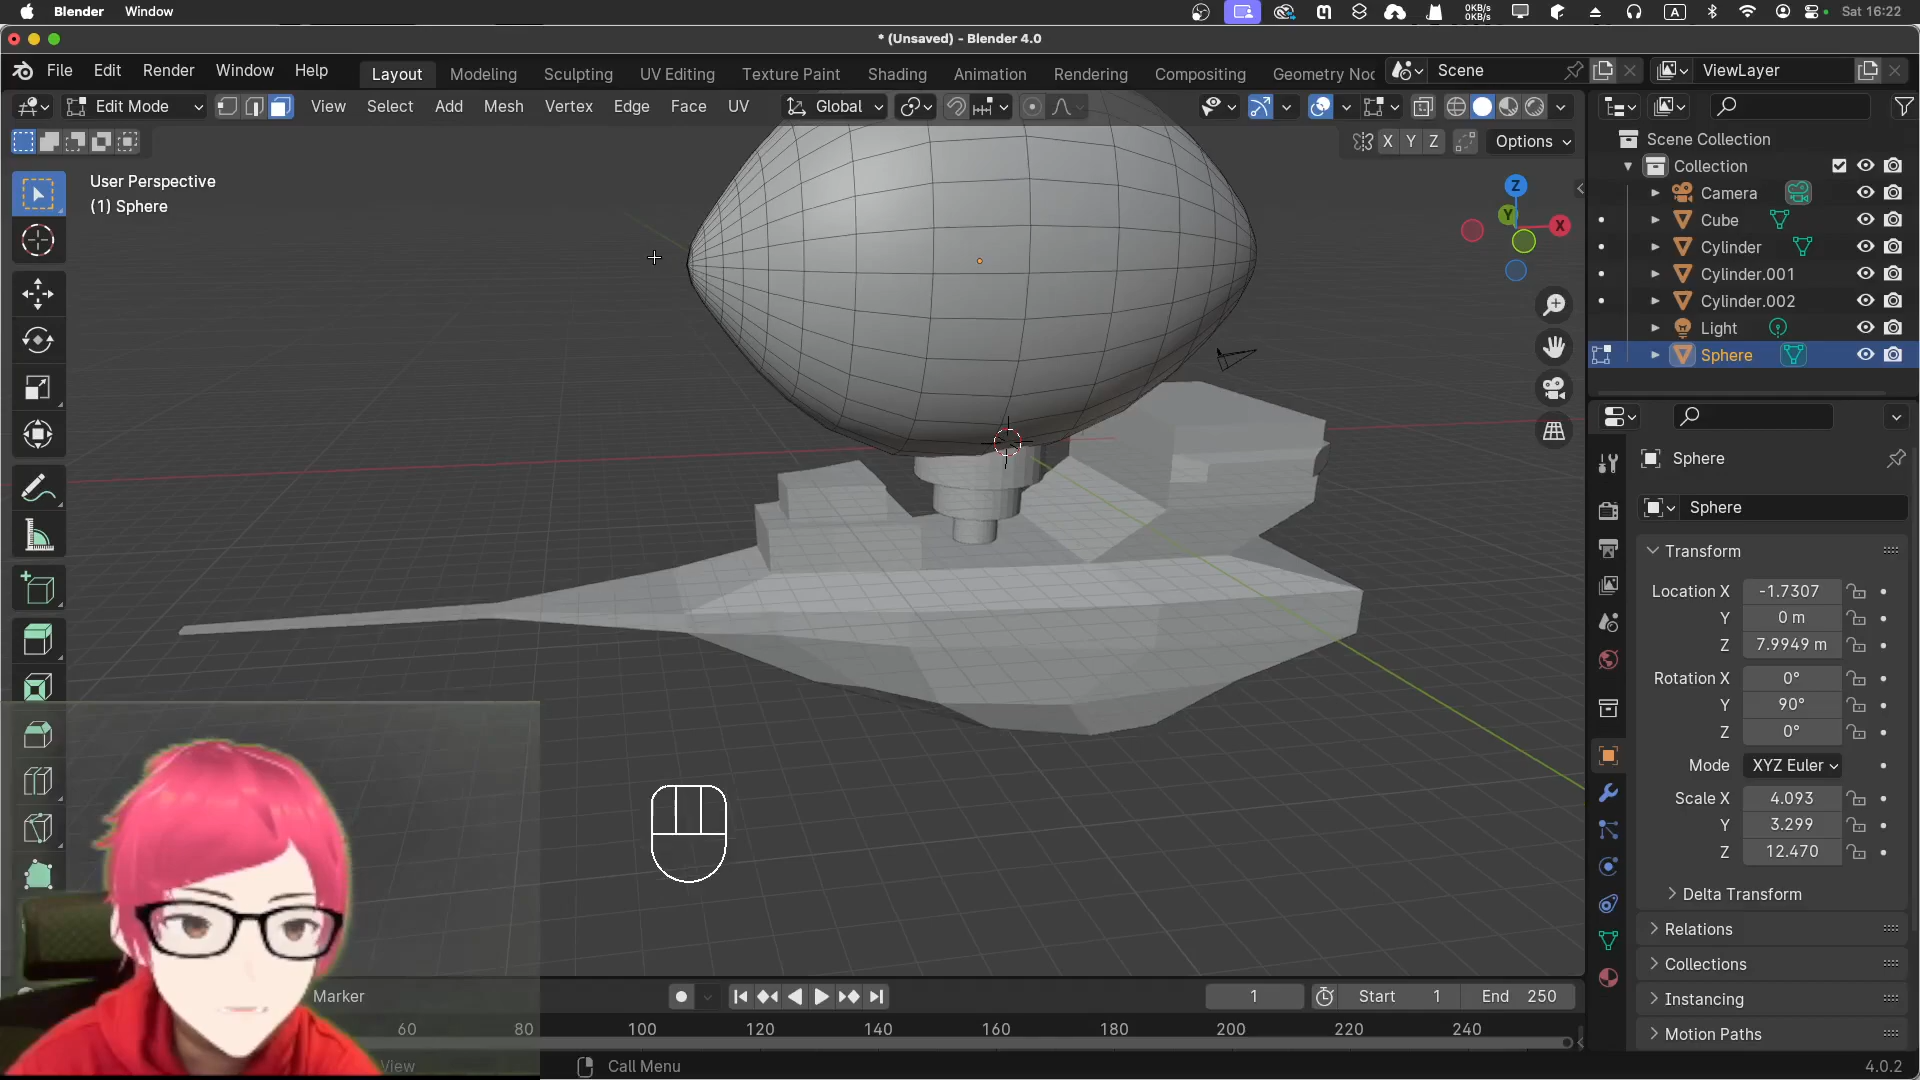 Blender Window
0KB/s
0KB/s
A
Sat 16:22
* (Unsaved) - Blender 4.0
File Edit Render Window Help
Layout Modeling Sculpting UV Editing Texture Paint Shading Animation Rendering Compositing Geometry Noc
Scene
ViewLayer
Edit Mode
View Select Add Mesh Vertex Edge Face UV
Global
X Y Z
Options
User Perspective
(1) Sphere
Z
Y
X
Scene Collection
Collection
Camera
Cube
Cylinder
Cylinder.001
Cylinder.002
Light
Sphere
Sphere
Sphere
Transform
Location X -1.7307
Y 0 m
Z 7.9949 m
Rotation X 0°
Y 90°
Z 0°
Mode XYZ Euler
Scale X 4.093
Y 3.299
Z 12.470
Delta Transform
Relations
Collections
Instancing
Motion Paths
Marker
1
Start 1
End 250
60 80 100 120 140 160 180 200 220 240
View
Call Menu
4.0.2